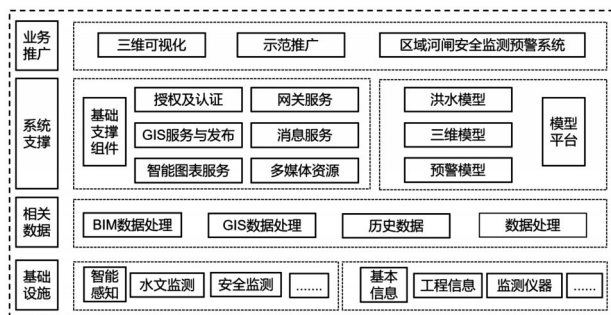 业务
推广
三维可视化
示范推广
区域河闸安全监测预警系统
系统
支撑
基础
支撑
组件
授权及认证
网关服务
GIS服务与发布
消息服务
智能图表服务
多媒体资源
洪水模型
三维模型
预警模型
模型
平台
相关
数据
BIM数据处理
GIS数据处理
历史数据
数据处理
基础
设施
智能
感知
水文监测
安全监测
.......
基本
信息
工程信息
监测仪器
......